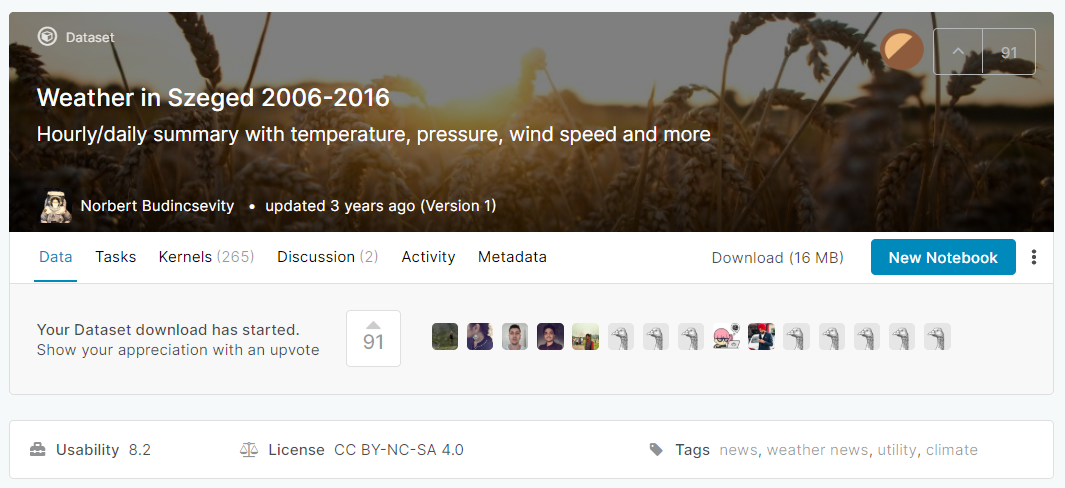 Dataset
91
Weather in Szeged 2006-2016
Hourly/daily summary with temperature, pressure, wind speed and more
Norbert Budincsevity • updated 3 years ago (Version 1)
Data Tasks Kernels (265) Discussion (2) Activity Metadata Download (16 MB) New Notebook
Your Dataset download has started.
Show your appreciation with an upvote
91
Usability 8.2 License CC BY-NC-SA 4.0 Tags news, weather news, utility, climate